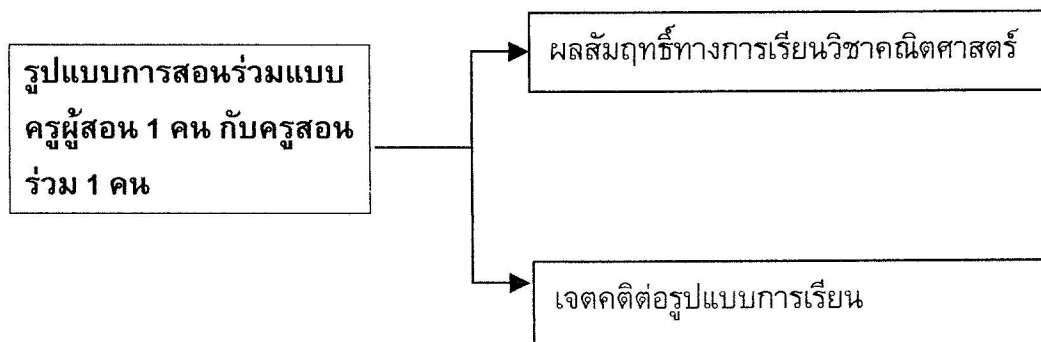 รูปแบบการสอนร่วมแบบ
ครูผู้สอน 1 คน กับครูสอน
ร่วม 1 คน
ผลสัมฤทธิ์ทางการเรียนวิชาคณิตศาสตร์
เจตคติต่อรูปแบบการเรียน